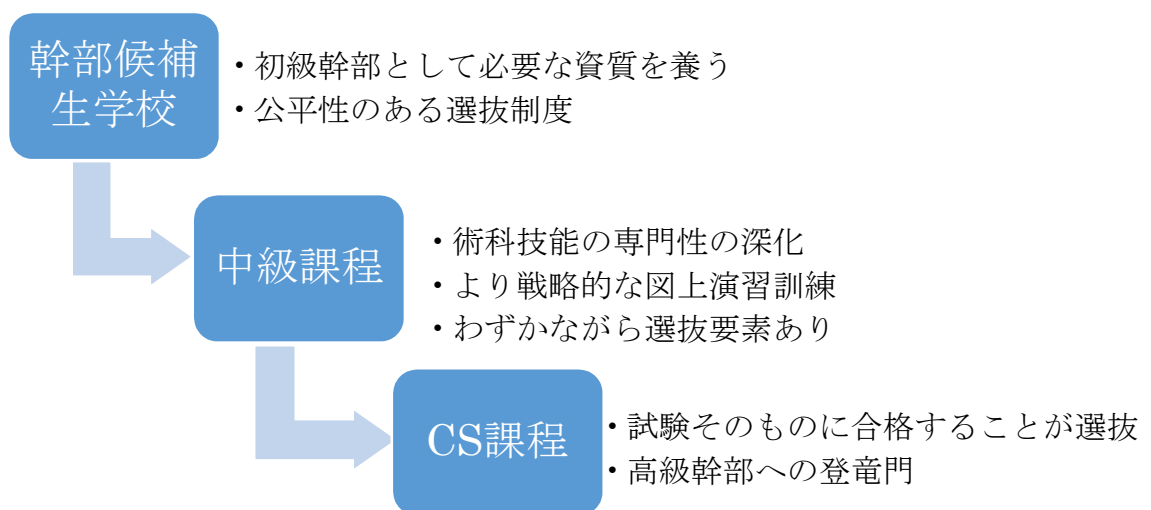 幹部候補
生学校
・初級幹部として必要な資質を養う
・公平性のある選抜制度
中級課程
・術科技能の専門性の深化
・より戦略的な図上演習訓練
・わずかながら選抜要素あり
CS課程
・試験そのものに合格することが選抜
・高級幹部への登竜門